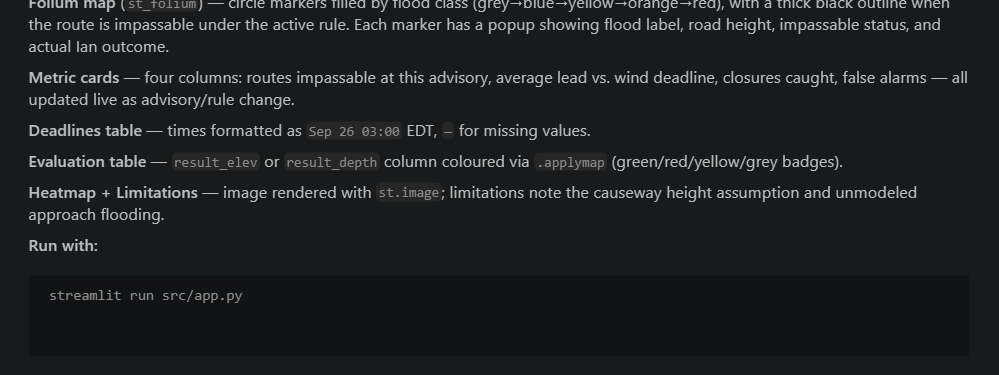 Folium map (st_folium) — circle markers filled by flood class (grey→blue→yellow→orange→red), with a thick black outline when
the route is impassable under the active rule. Each marker has a popup showing flood label, road height, impassable status, and
actual Ian outcome.
Metric cards — four columns: routes impassable at this advisory, average lead vs. wind deadline, closures caught, false alarms — all
updated live as advisory/rule change.
Deadlines table — times formatted as Sep 26 03:00 EDT, — for missing values.
Evaluation table — result_elev or result_depth column coloured via .applymap (green/red/yellow/grey badges).
Heatmap + Limitations — image rendered with st.image; limitations note the causeway height assumption and unmodeled
approach flooding.
Run with:
streamlit run src/app.py